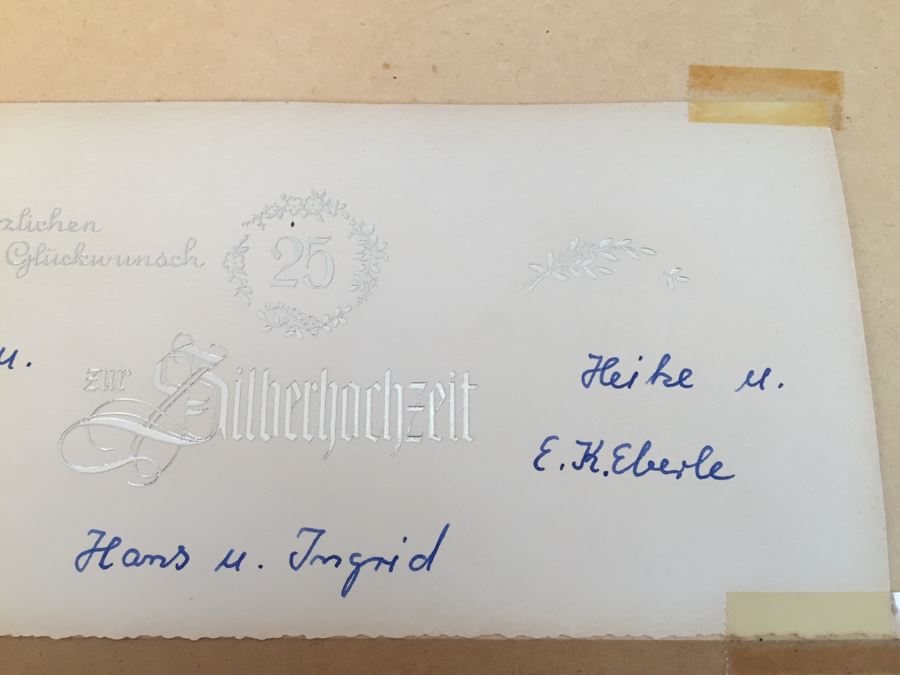 zlichen
Glückwunsch
25
u.
zur Silberhochzeit
Heike u.
E.K.Eberle
Hans u. Ingrid